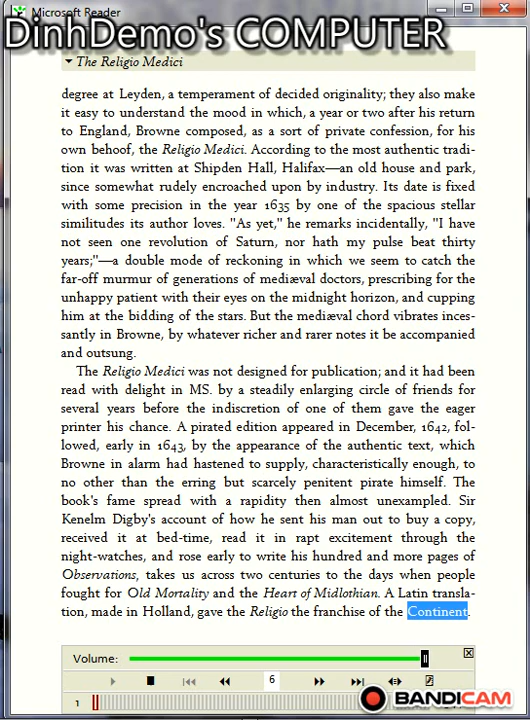 Microsoft Reader
DinhDemo's COMPUTER
The Religio Medici
degree at Leyden, a temperament of decided originality; they also make
it easy to understand the mood in which, a year or two after his return
to England, Browne composed, as a sort of private confession, for his
own behoof, the Religio Medici. According to the most authentic tradi-
tion it was written at Shipden Hall, Halifax—an old house and park,
since somewhat rudely encroached upon by industry. Its date is fixed
with some precision in the year 1635 by one of the spacious stellar
similitudes its author loves. "As yet," he remarks incidentally, "I have
not seen one revolution of Saturn, nor hath my pulse beat thirty
years;"—a double mode of reckoning in which we seem to catch the
far-off murmur of generations of mediæval doctors, prescribing for the
unhappy patient with their eyes on the midnight horizon, and cupping
him at the bidding of the stars. But the mediæval chord vibrates inces-
santly in Browne, by whatever richer and rarer notes it be accompanied
and outsung.
The Religio Medici was not designed for publication; and it had been
read with delight in MS. by a steadily enlarging circle of friends for
several years before the indiscretion of one of them gave the eager
printer his chance. A pirated edition appeared in December, 1642, fol-
lowed, early in 1643, by the appearance of the authentic text, which
Browne in alarm had hastened to supply, characteristically enough, to
no other than the erring but scarcely penitent pirate himself. The
book's fame spread with a rapidity then almost unexampled. Sir
Kenelm Digby's account of how he sent his man out to buy a copy,
received it at bed-time, read it in rapt excitement through the
night-watches, and rose early to write his hundred and more pages of
Observations, takes us across two centuries to the days when people
fought for Old Mortality and the Heart of Midlothian. A Latin transla-
tion, made in Holland, gave the Religio the franchise of the Continent.
Volume:
6
1
BANDICAM